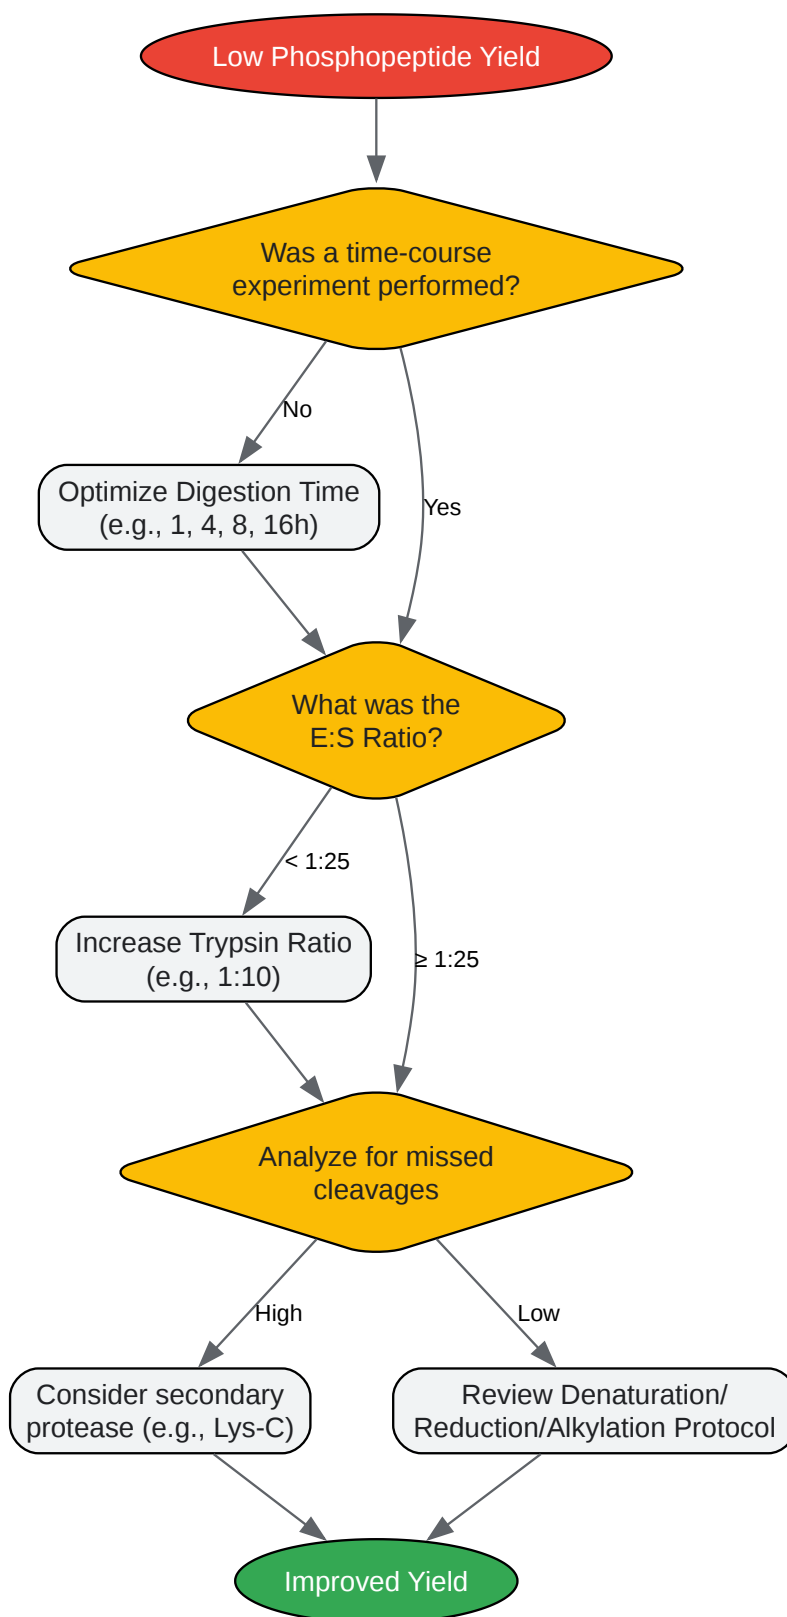 Low Phosphopeptide Yield
Was a time-course
experiment performed?
No
Yes
Optimize Digestion Time
(e.g., 1, 4, 8, 16h)
What was the
E:S Ratio?
< 1:25
≥ 1:25
Increase Trypsin Ratio
(e.g., 1:10)
Analyze for missed
cleavages
High
Low
Consider secondary
protease (e.g., Lys-C)
Review Denaturation/
Reduction/Alkylation Protocol
Improved Yield